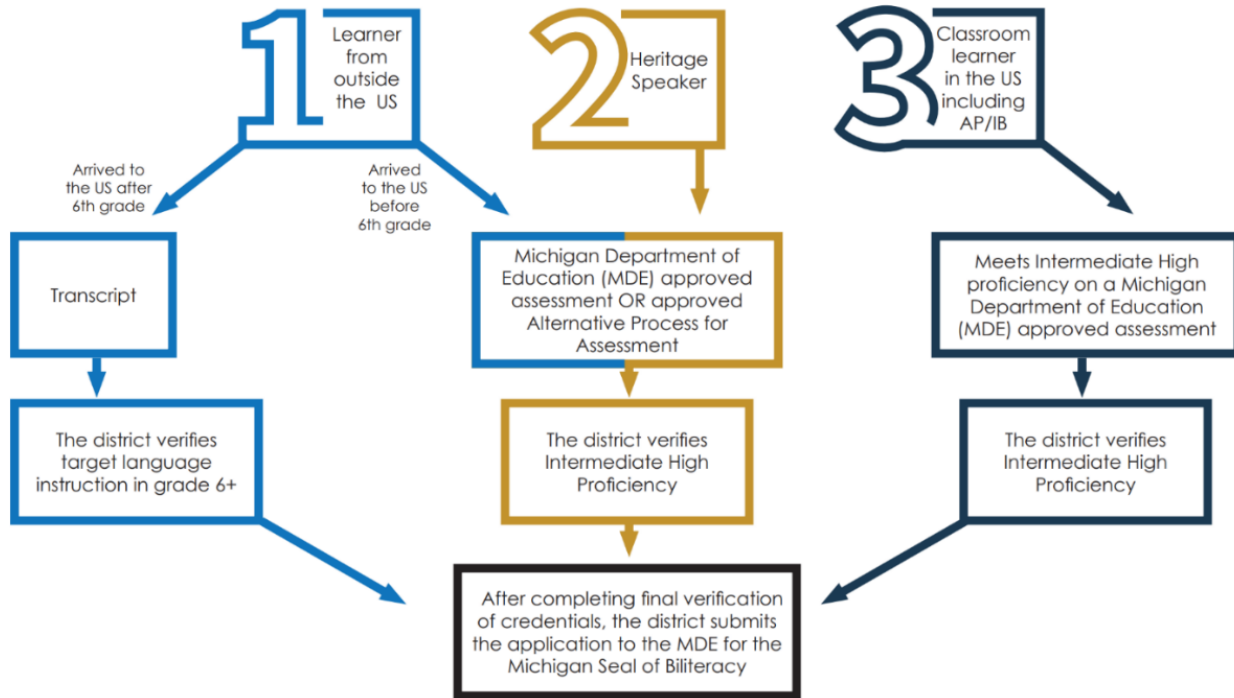 1
Learner
from
outside
the US
2
Heritage
Speaker
3
Classroom
learner
in the US
including
AP/IB
Arrived to
the US after
6th grade
Arrived
to the US
before
6th grade
Transcript
Michigan Department of
Education (MDE) approved
assessment OR approved
Alternative Process for
Assessment
Meets Intermediate High
proficiency on a Michigan
Department of Education
(MDE) approved assessment
The district verifies
target language
instruction in grade 6+
The district verifies
Intermediate High
Proficiency
The district verifies
Intermediate High
Proficiency
After completing final verification
of credentials, the district submits
the application to the MDE for the
Michigan Seal of Biliteracy